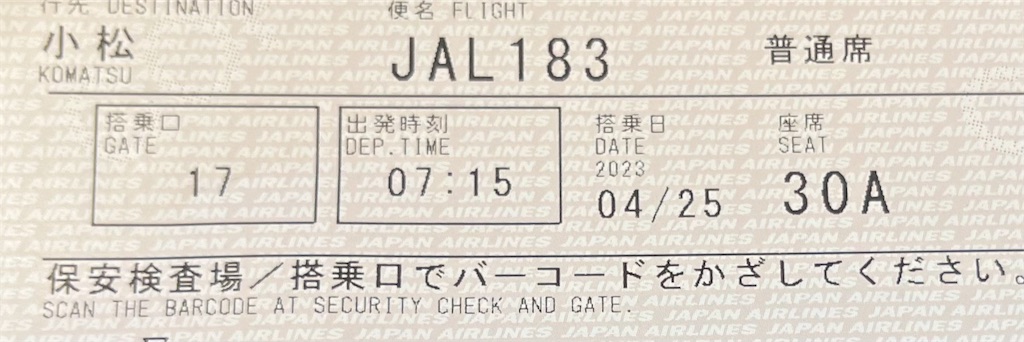 行先 DESTINATION
便名 FLIGHT
小松
KOMATSU
JAL183
普通席
搭乗口
GATE
17
出発時刻
DEP.TIME
07:15
搭乗日
DATE
2023
04/25
座席
SEAT
30A
保安検査場/搭乗口でバーコードをかざしてください。
SCAN THE BARCODE AT SECURITY CHECK AND GATE.
JAPAN AIRLINES